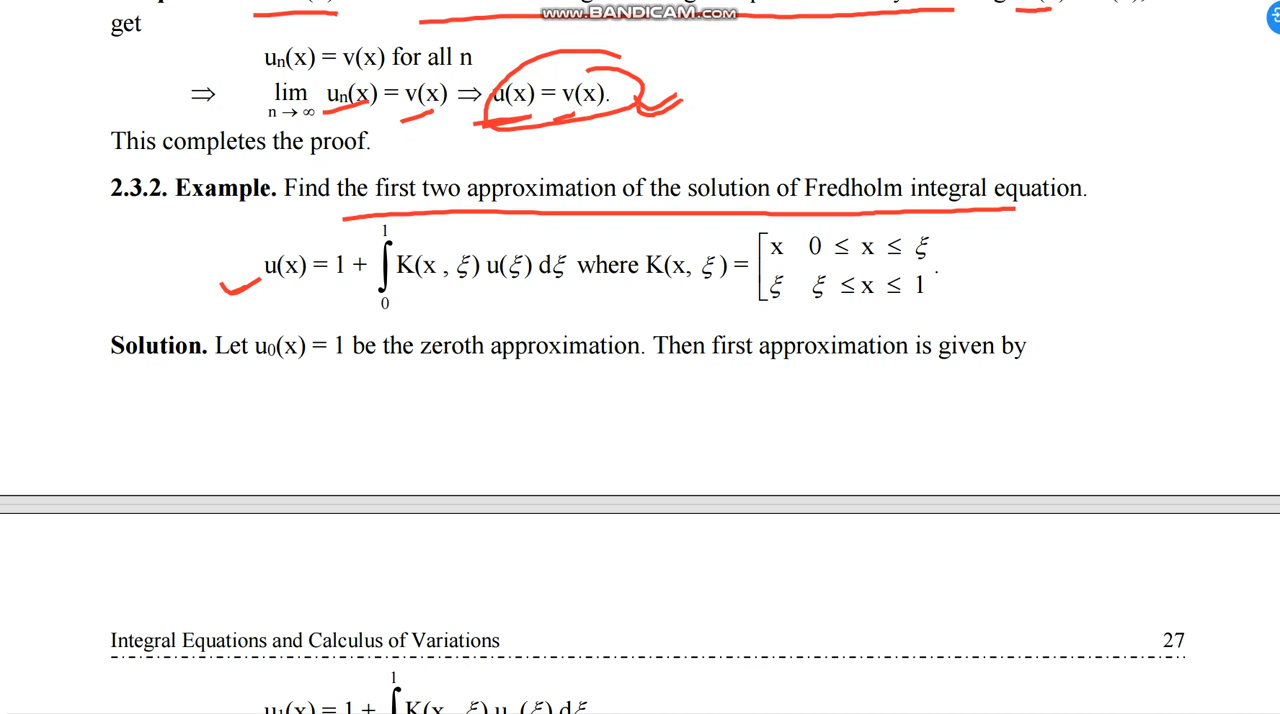 www.BANDICAM.com
get
uₙ(x) = v(x) for all n
⇒ lim n → ∞ uₙ(x) = v(x) ⇒ u(x) = v(x).
This completes the proof.
2.3.2. Example. Find the first two approximation of the solution of Fredholm integral equation.
u(x) = 1 + ∫₀¹ K(x , ξ) u(ξ) dξ where K(x, ξ) = [ x 0 ≤ x ≤ ξ
ξ ξ ≤ x ≤ 1 .
Solution. Let u₀(x) = 1 be the zeroth approximation. Then first approximation is given by
Integral Equations and Calculus of Variations 27